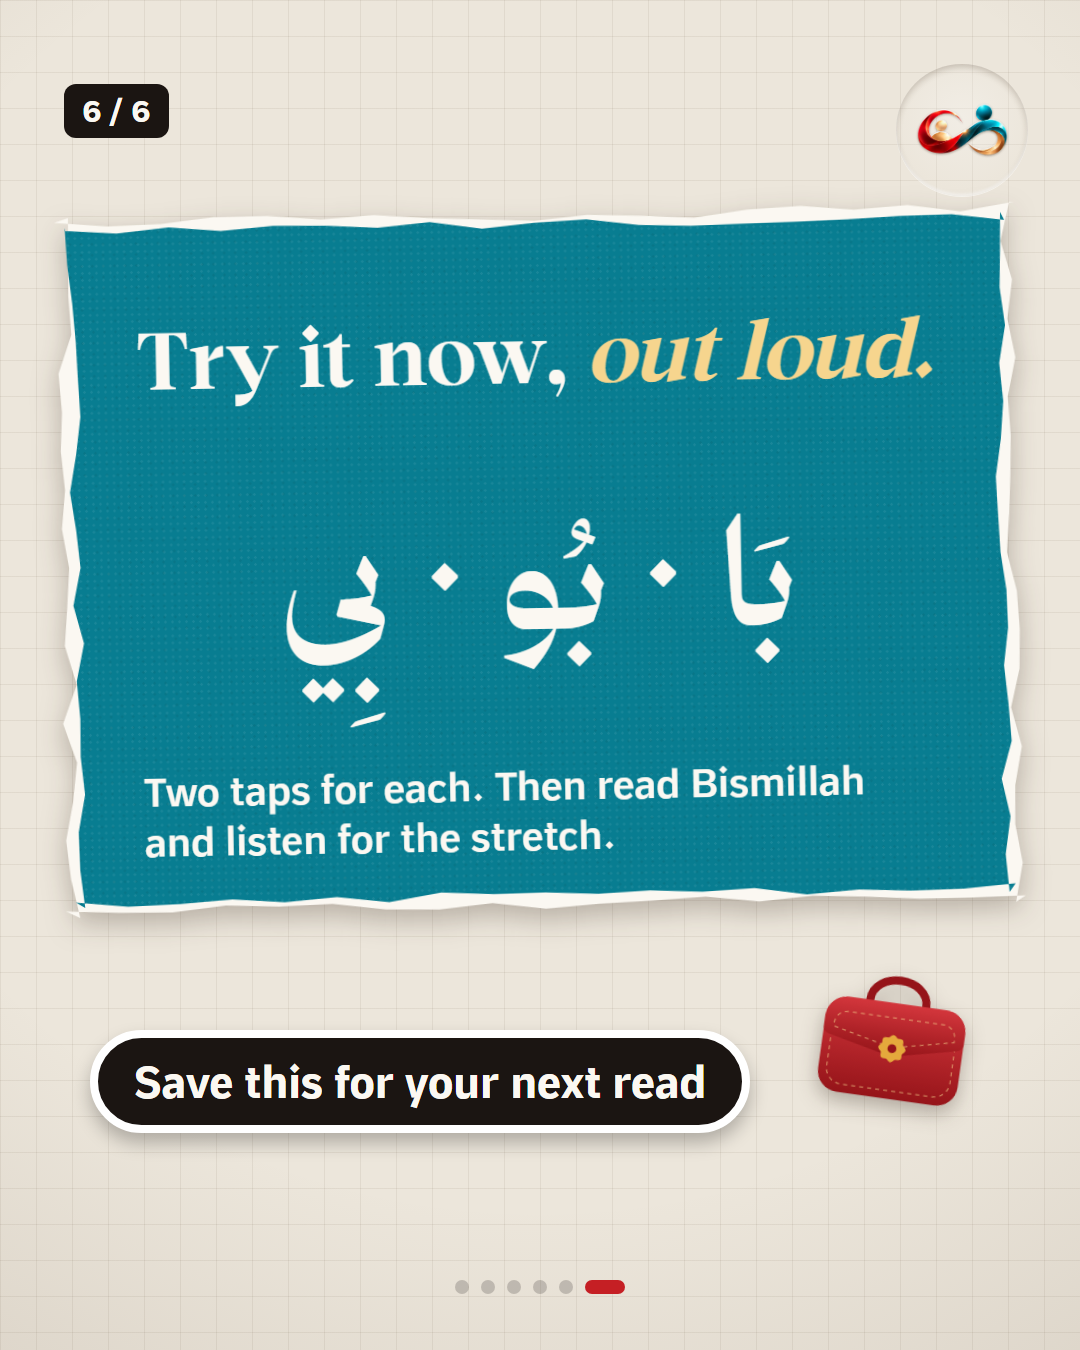 6 / 6
Try it now, out loud.
بَا · بُو · بِي
Two taps for each. Then read Bismillah
and listen for the stretch.
Save this for your next read